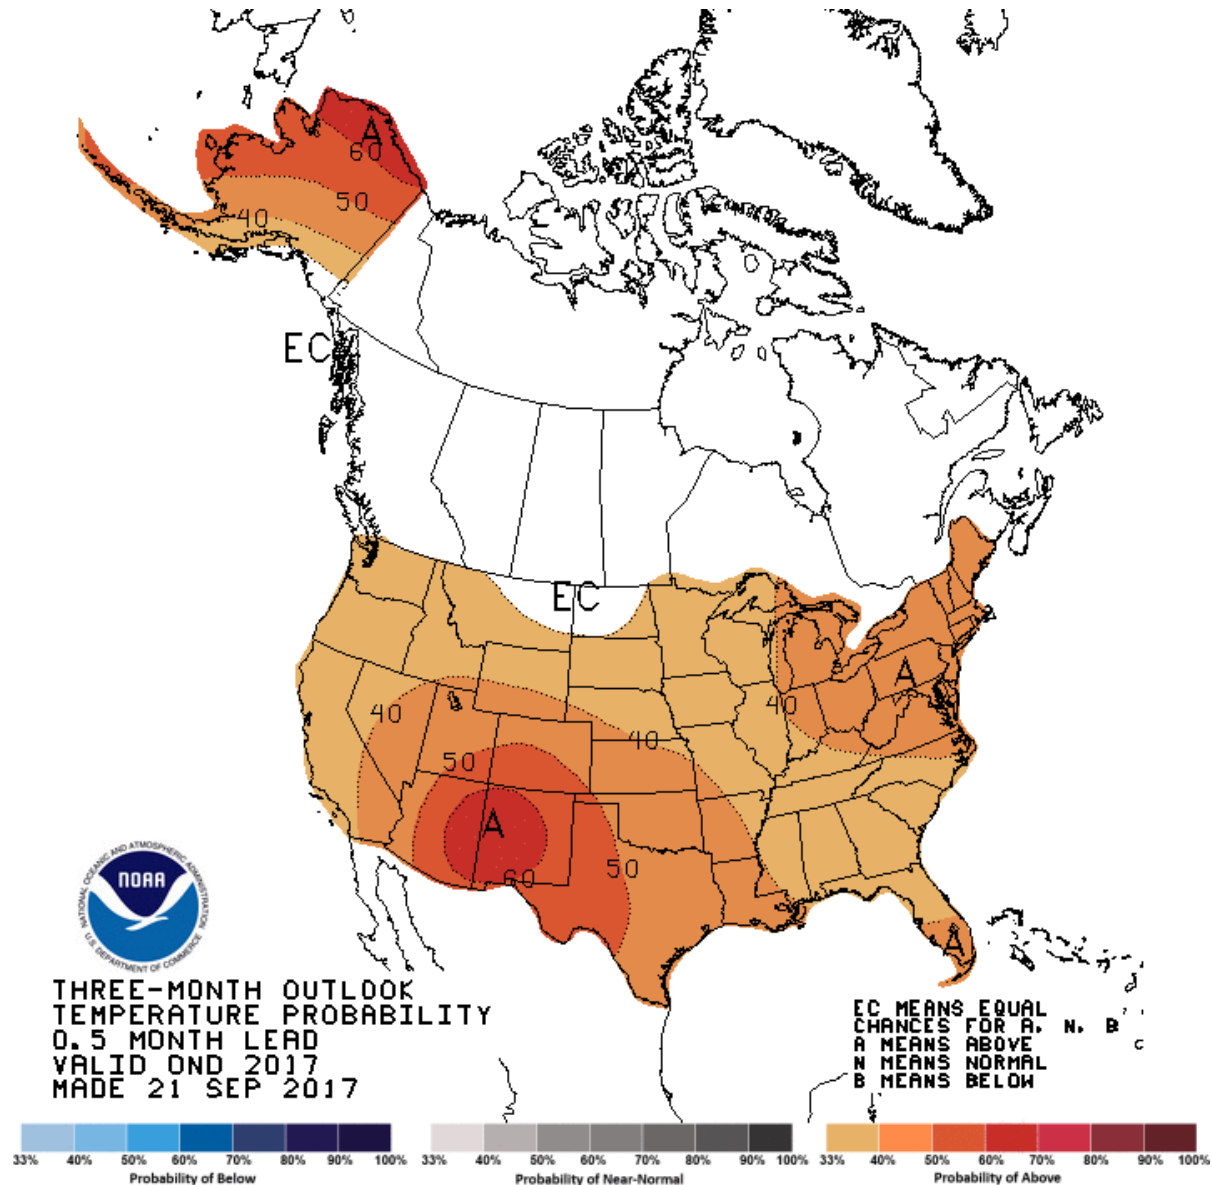 A
60
50
40
EC
EC
A
40
40
40
50
A
60
50
A
NATIONAL OCEANIC AND ATMOSPHERIC ADMINISTRATION
NOAA
U.S. DEPARTMENT OF COMMERCE
THREE-MONTH OUTLOOK
TEMPERATURE PROBABILITY
0.5 MONTH LEAD
VALID OND 2017
MADE 21 SEP 2017
EC MEANS EQUAL
CHANCES FOR A, N, B
A MEANS ABOVE
N MEANS NORMAL
B MEANS BELOW
33% 40% 50% 60% 70% 80% 90% 100%
Probability of Below
33% 40% 50% 60% 70% 80% 90% 100%
Probability of Near-Normal
33% 40% 50% 60% 70% 80% 90% 100%
Probability of Above